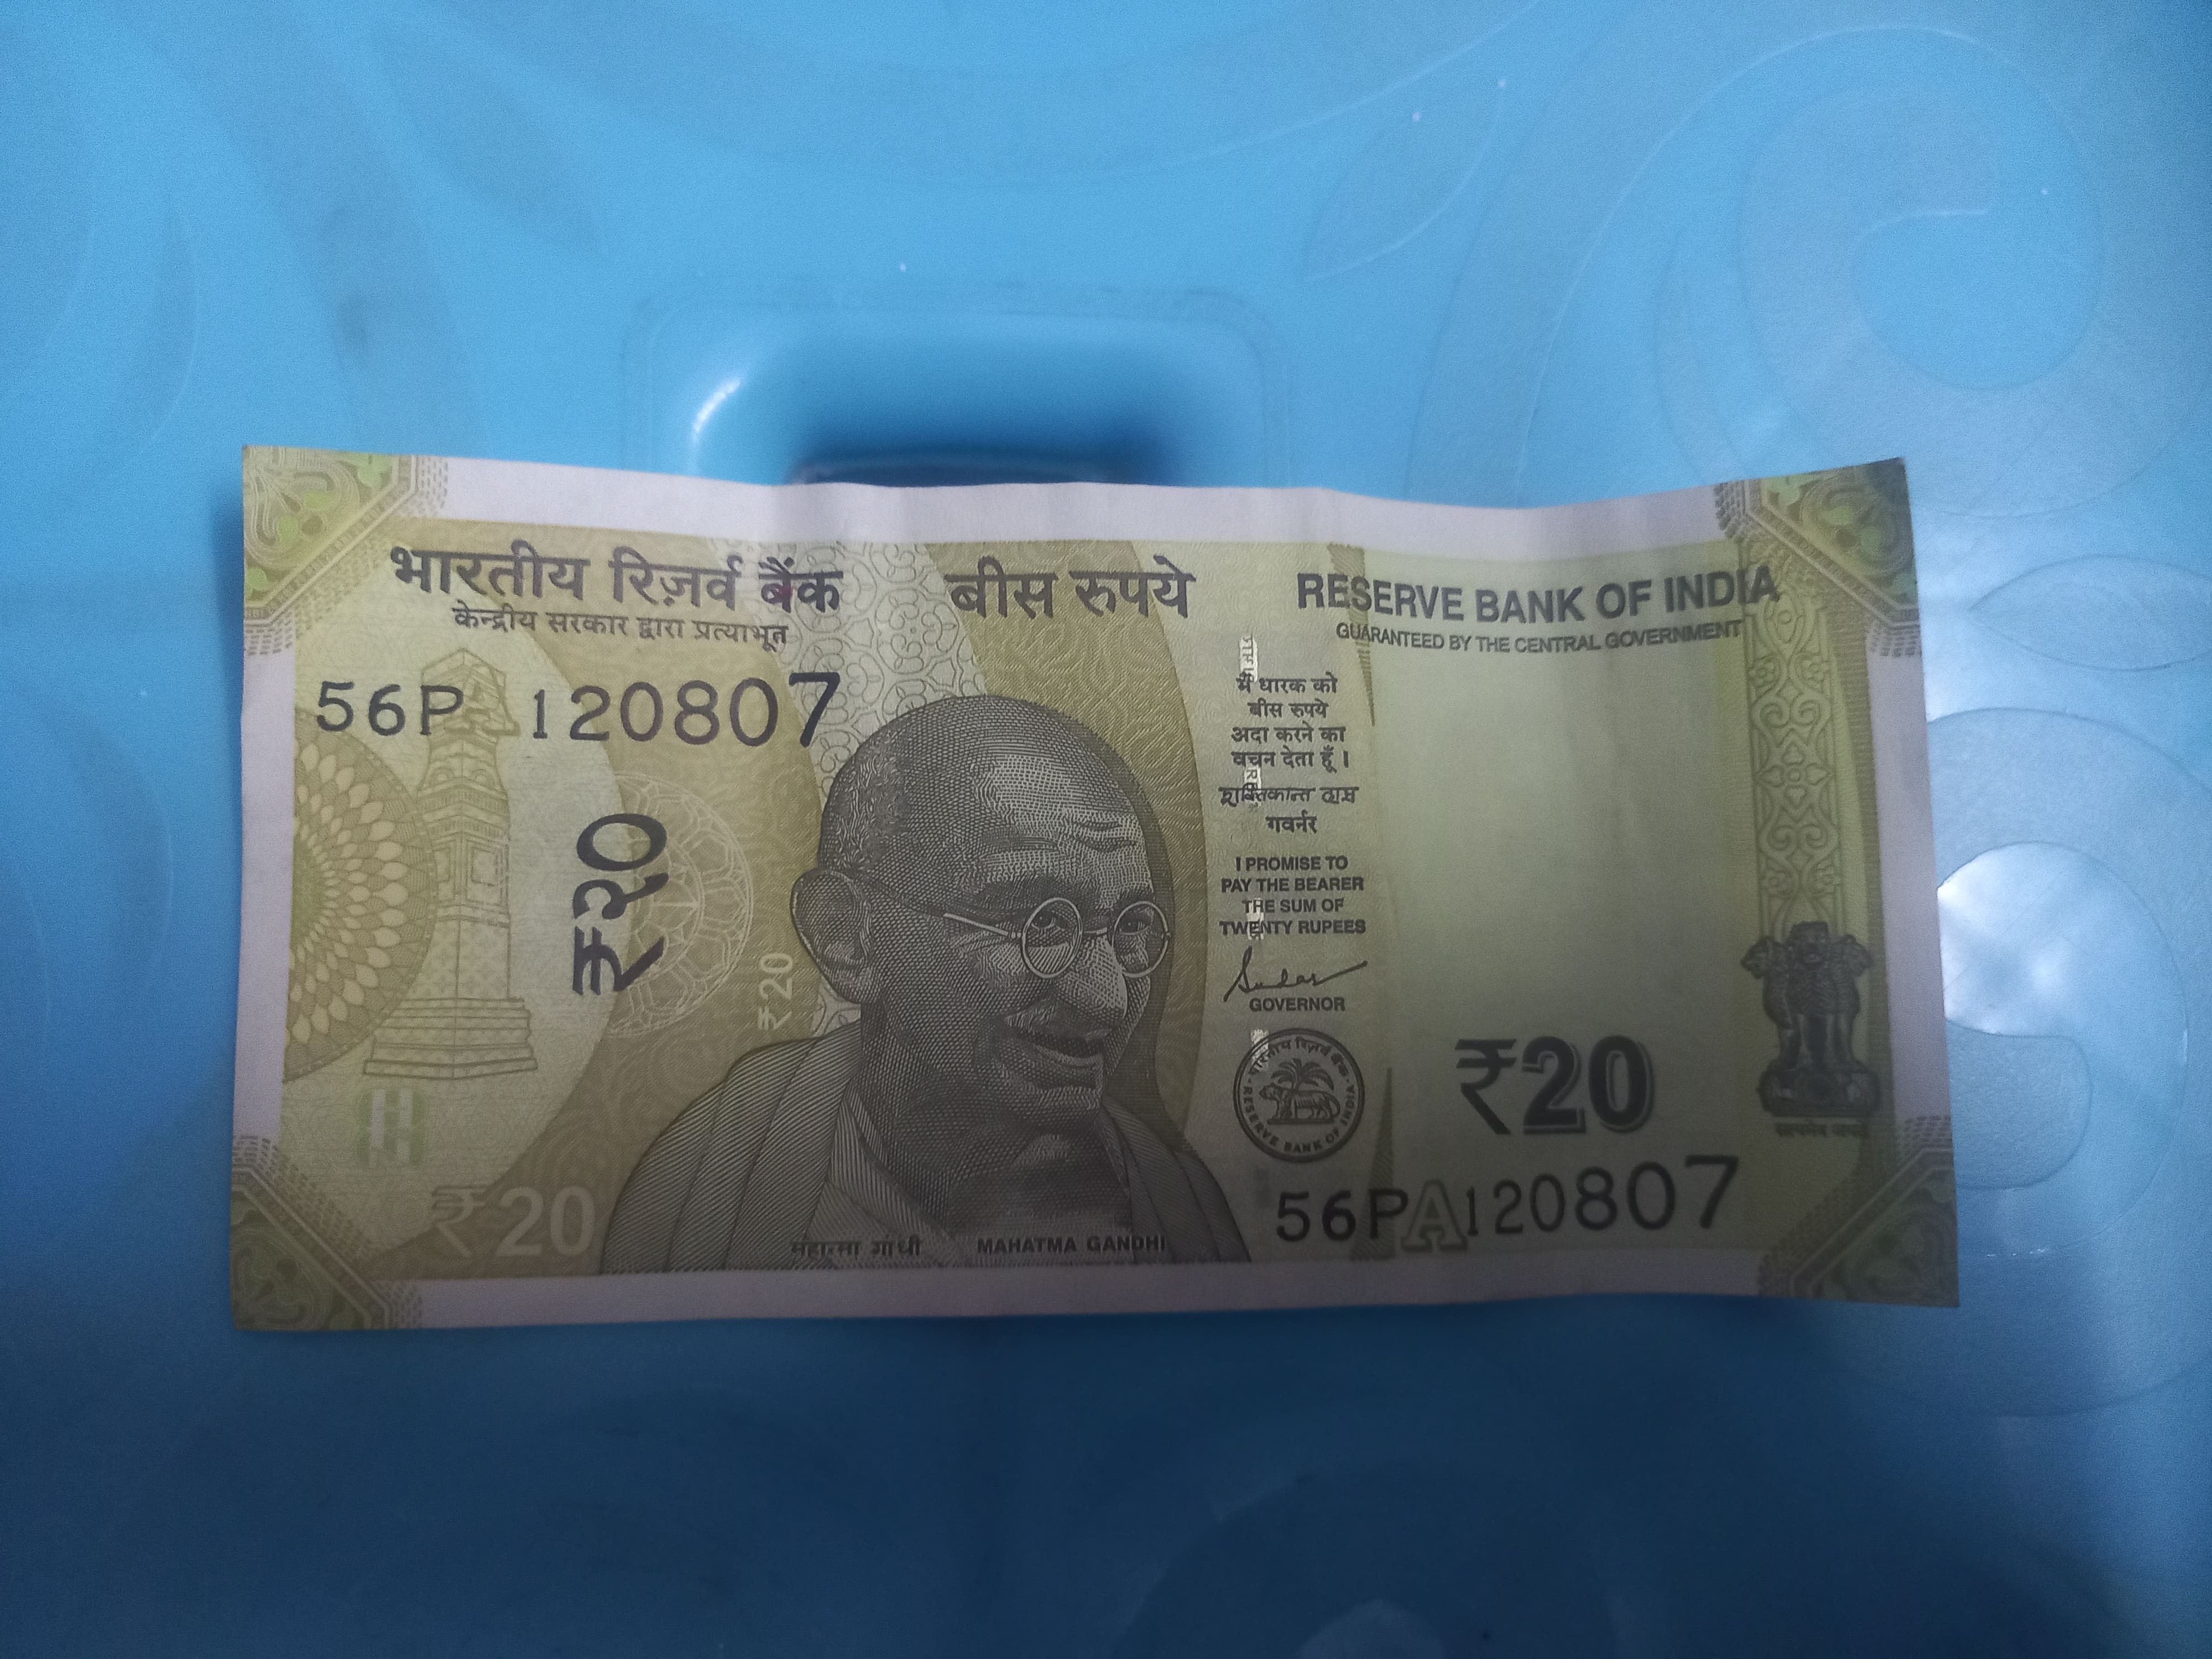 भारतीय रिज़र्व बैंक
केन्द्रीय सरकार द्वारा प्रत्याभूत
बीस रुपये
RESERVE BANK OF INDIA
GUARANTEED BY THE CENTRAL GOVERNMENT
56P 120807
₹२०
₹20
मैं धारक को
बीस रुपये
अदा करने का
वचन देता हूँ ।
शक्तिकान्त दास
गवर्नर
I PROMISE TO
PAY THE BEARER
THE SUM OF
TWENTY RUPEES
GOVERNOR
भारतीय रिज़र्व बैंक
RESERVE BANK OF INDIA
₹20
सत्यमेव जयते
56PA120807
₹20
महात्मा गांधी
MAHATMA GANDHI